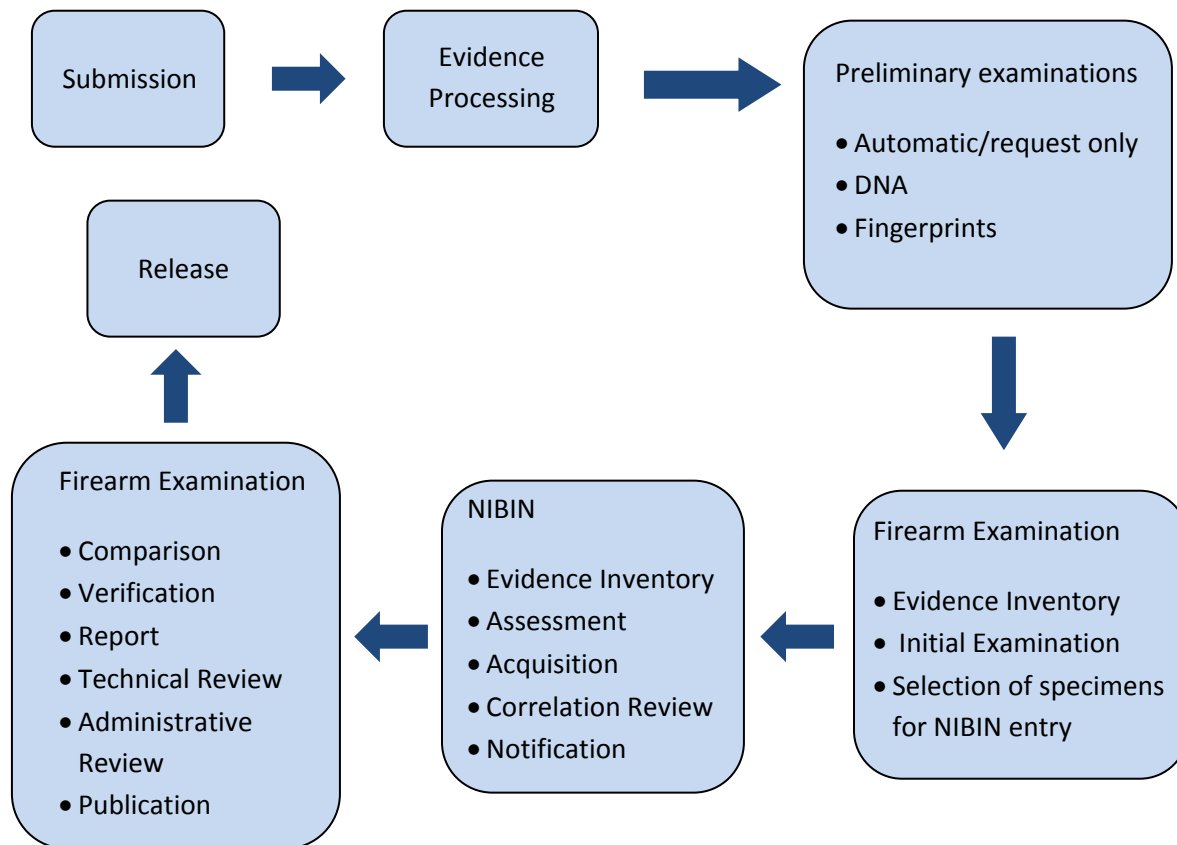 Submission
Evidence
Processing
Preliminary examinations
• Automatic/request only
• DNA
• Fingerprints
Release
Firearm Examination
• Comparison
• Verification
• Report
• Technical Review
• Administrative
Review
• Publication
NIBIN
• Evidence Inventory
• Assessment
• Acquisition
• Correlation Review
• Notification
Firearm Examination
• Evidence Inventory
• Initial Examination
• Selection of specimens
for NIBIN entry